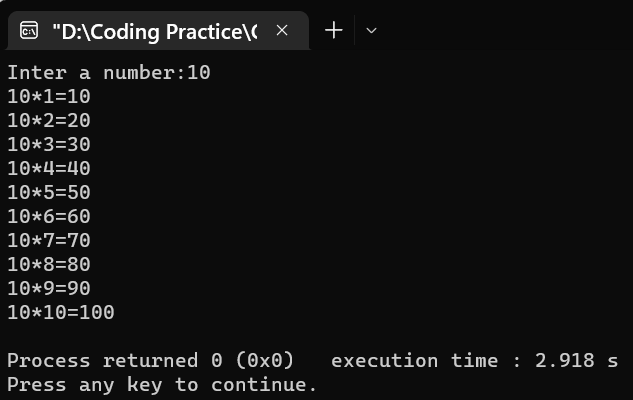 "D:\Coding Practice\
Inter a number:10
10*1=10
10*2=20
10*3=30
10*4=40
10*5=50
10*6=60
10*7=70
10*8=80
10*9=90
10*10=100
Process returned 0 (0x0)   execution time : 2.918 s
Press any key to continue.